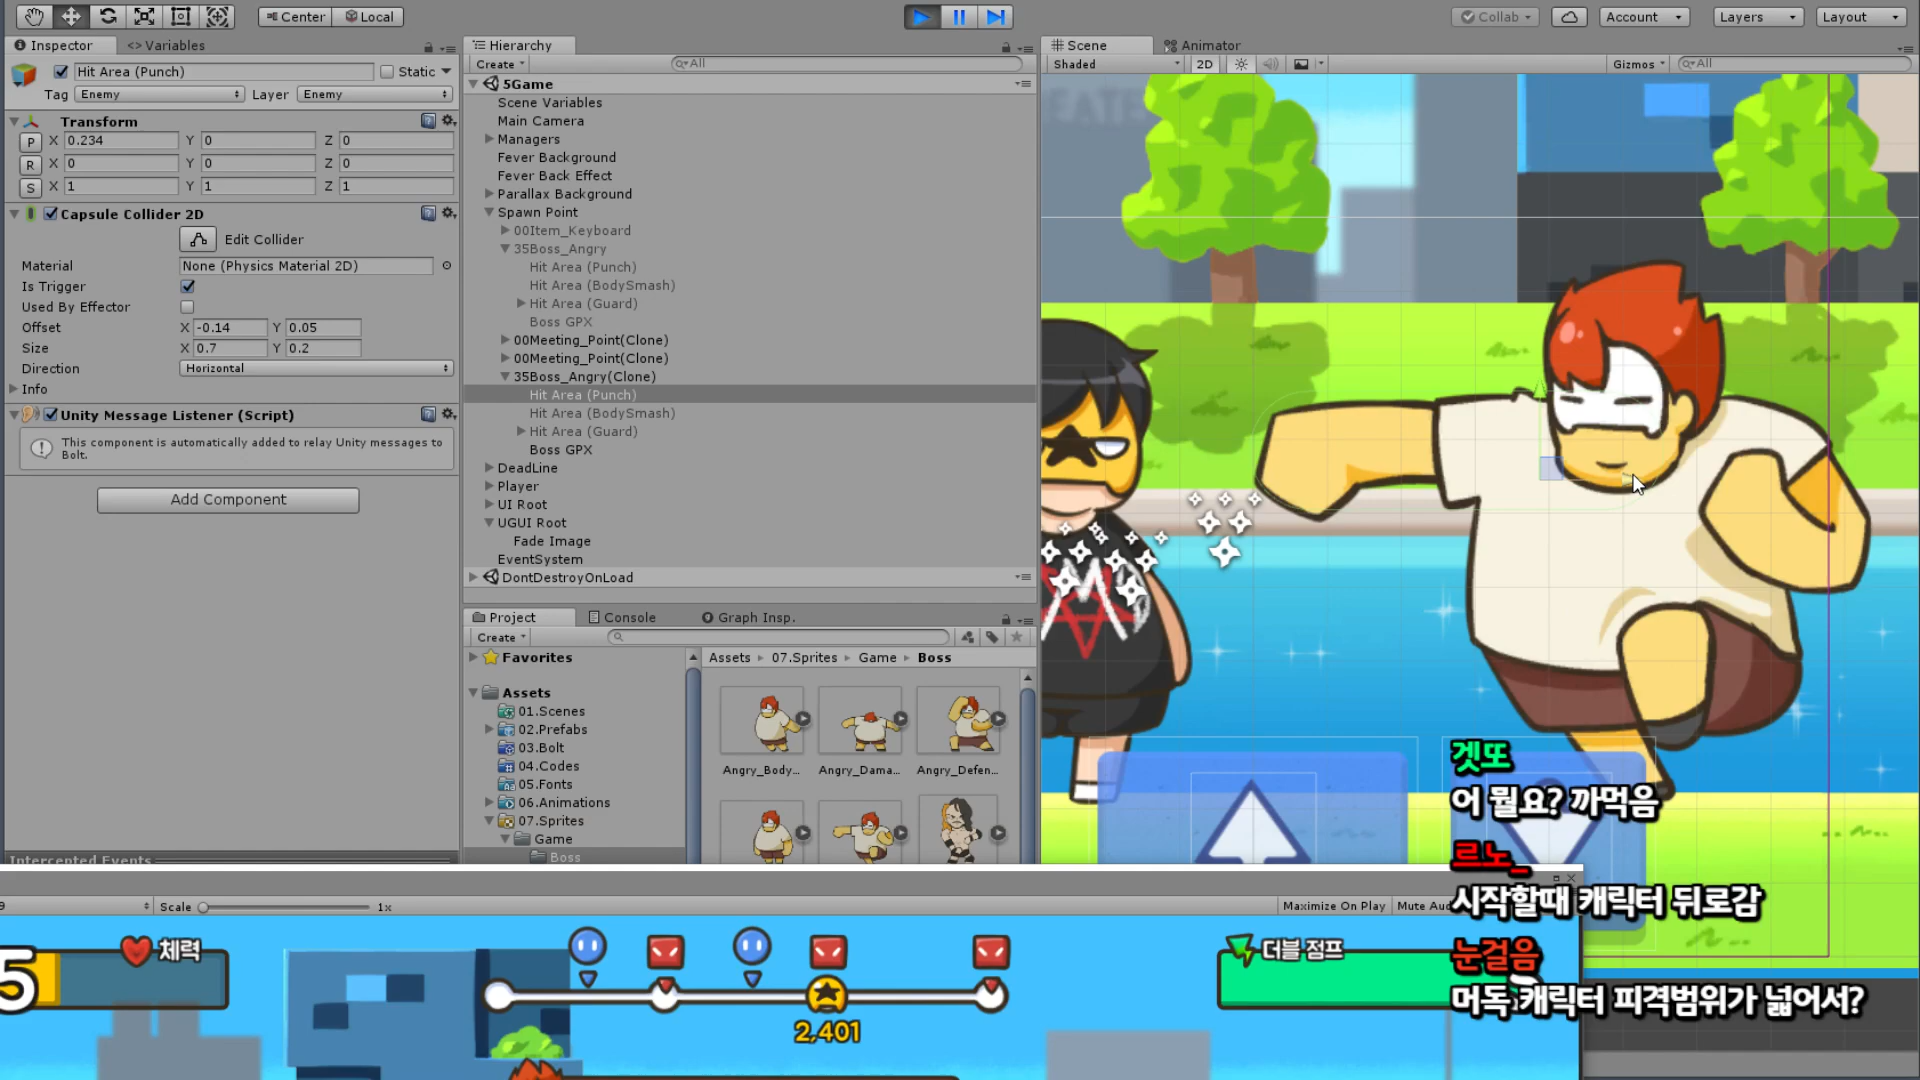 Center
Local
Collab
Account
Layers
Layout
Inspector
<> Variables
Hit Area (Punch)
Static
Tag Enemy
Layer Enemy
Transform
P X 0.234 Y 0 Z 0
R X 0 Y 0 Z 0
S X 1 Y 1 Z 1
Capsule Collider 2D
Edit Collider
Material None (Physics Material 2D)
Is Trigger
Used By Effector
Offset X -0.14 Y 0.05
Size X 0.7 Y 0.2
Direction Horizontal
Info
Unity Message Listener (Script)
This component is automatically added to relay Unity messages to
Bolt.
Add Component
Intercepted Events
Hierarchy
Create All
5Game
Scene Variables
Main Camera
Managers
Fever Background
Fever Back Effect
Parallax Background
Spawn Point
00Item_Keyboard
35Boss_Angry
Hit Area (Punch)
Hit Area (BodySmash)
Hit Area (Guard)
Boss GPX
00Meeting_Point(Clone)
00Meeting_Point(Clone)
35Boss_Angry(Clone)
Hit Area (Punch)
Hit Area (BodySmash)
Hit Area (Guard)
Boss GPX
DeadLine
Player
UI Root
UGUI Root
Fade Image
EventSystem
DontDestroyOnLoad
Project
Console
Graph Insp.
Create
Favorites
Assets
01.Scenes
02.Prefabs
03.Bolt
04.Codes
05.Fonts
06.Animations
07.Sprites
Game
Boss
Assets 07.Sprites Game Boss
Angry_Body...
Angry_Dama...
Angry_Defen...
Scene
Animator
Shaded
2D
Gizmos All
겟또
어 뭘요? 까먹음
르노_
시작할때 캐릭터 뒤로감
눈걸음
머독 캐릭터 피격범위가 넓어서?
9
Scale 1x
Maximize On Play
Mute Aud
5
체력
2,401
더블 점프